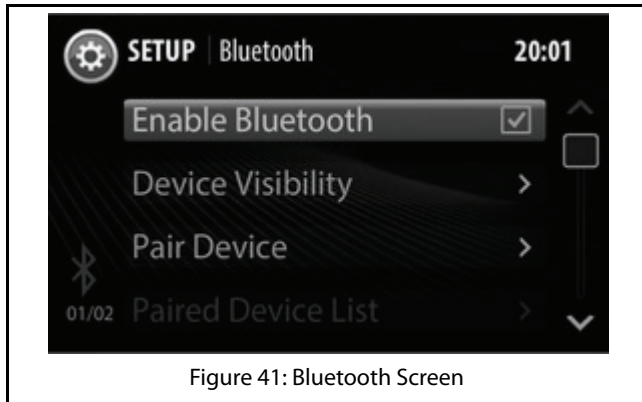 SETUP | Bluetooth 20:01
Enable Bluetooth
Device Visibility >
Pair Device >
01/02 Paired Device List >
Figure 41: Bluetooth Screen